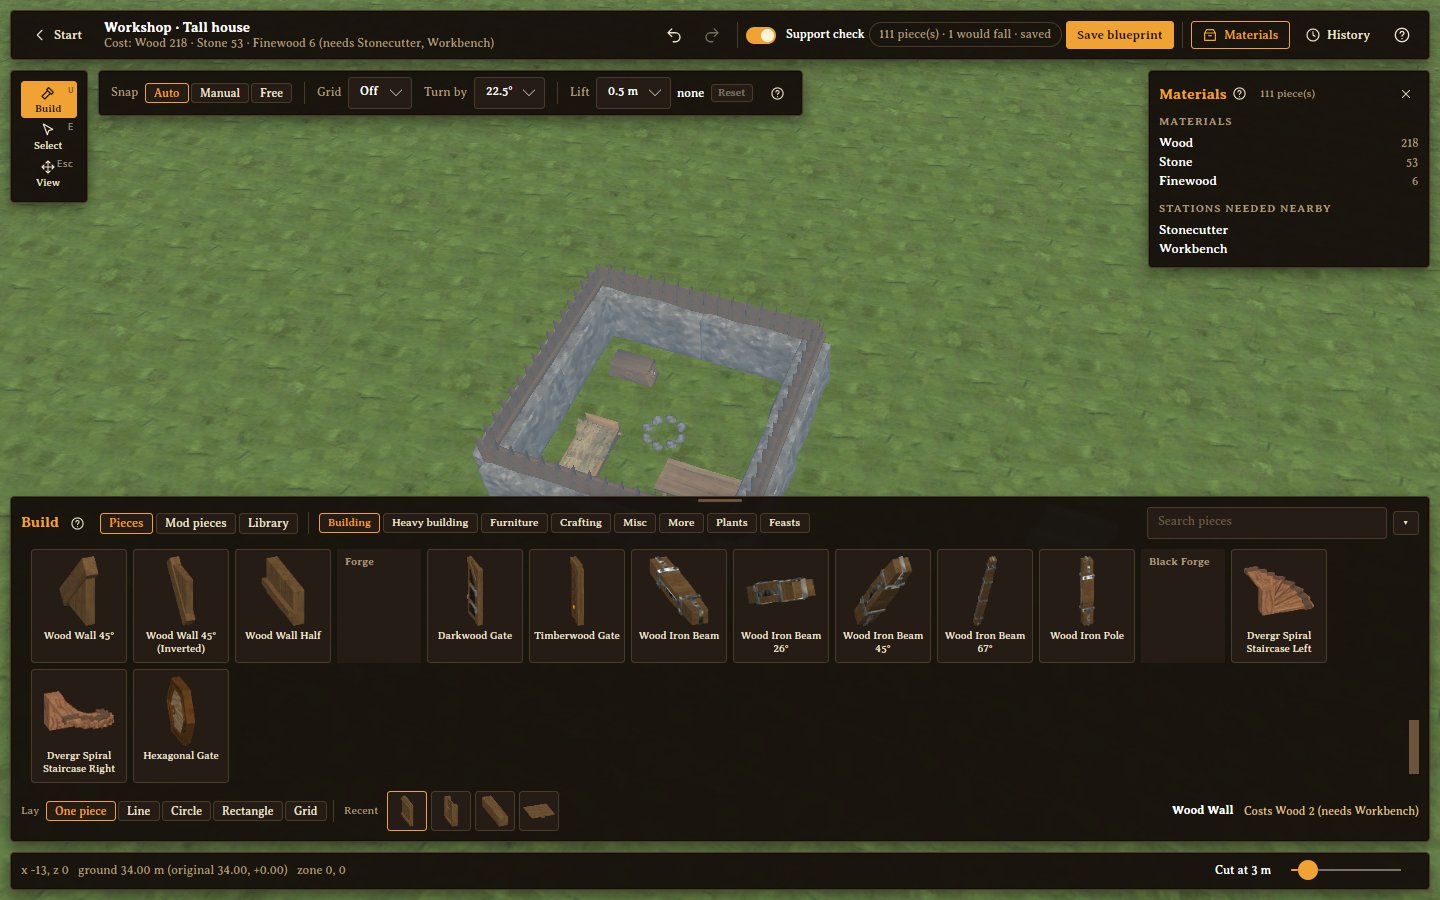 Start
Workshop · Tall house
Cost: Wood 218 · Stone 53 · Finewood 6 (needs Stonecutter, Workbench)
Support check
111 piece(s) · 1 would fall · saved
Save blueprint
Materials
History
Build U
Select E
View Esc
Snap Auto Manual Free Grid Off Turn by 22.5° Lift 0.5 m none Reset
Materials 111 piece(s)
MATERIALS
Wood 218
Stone 53
Finewood 6
STATIONS NEEDED NEARBY
Stonecutter
Workbench
Build Pieces Mod pieces Library Building Heavy building Furniture Crafting Misc More Plants Feasts Search pieces
Wood Wall 45°
Wood Wall 45° (Inverted)
Wood Wall Half
Forge
Darkwood Gate
Timberwood Gate
Wood Iron Beam
Wood Iron Beam 26°
Wood Iron Beam 45°
Wood Iron Beam 67°
Wood Iron Pole
Black Forge
Dvergr Spiral Staircase Left
Dvergr Spiral Staircase Right
Hexagonal Gate
Lay One piece Line Circle Rectangle Grid Recent
Wood Wall Costs Wood 2 (needs Workbench)
x -13, z 0 ground 34.00 m (original 34.00, +0.00) zone 0, 0
Cut at 3 m